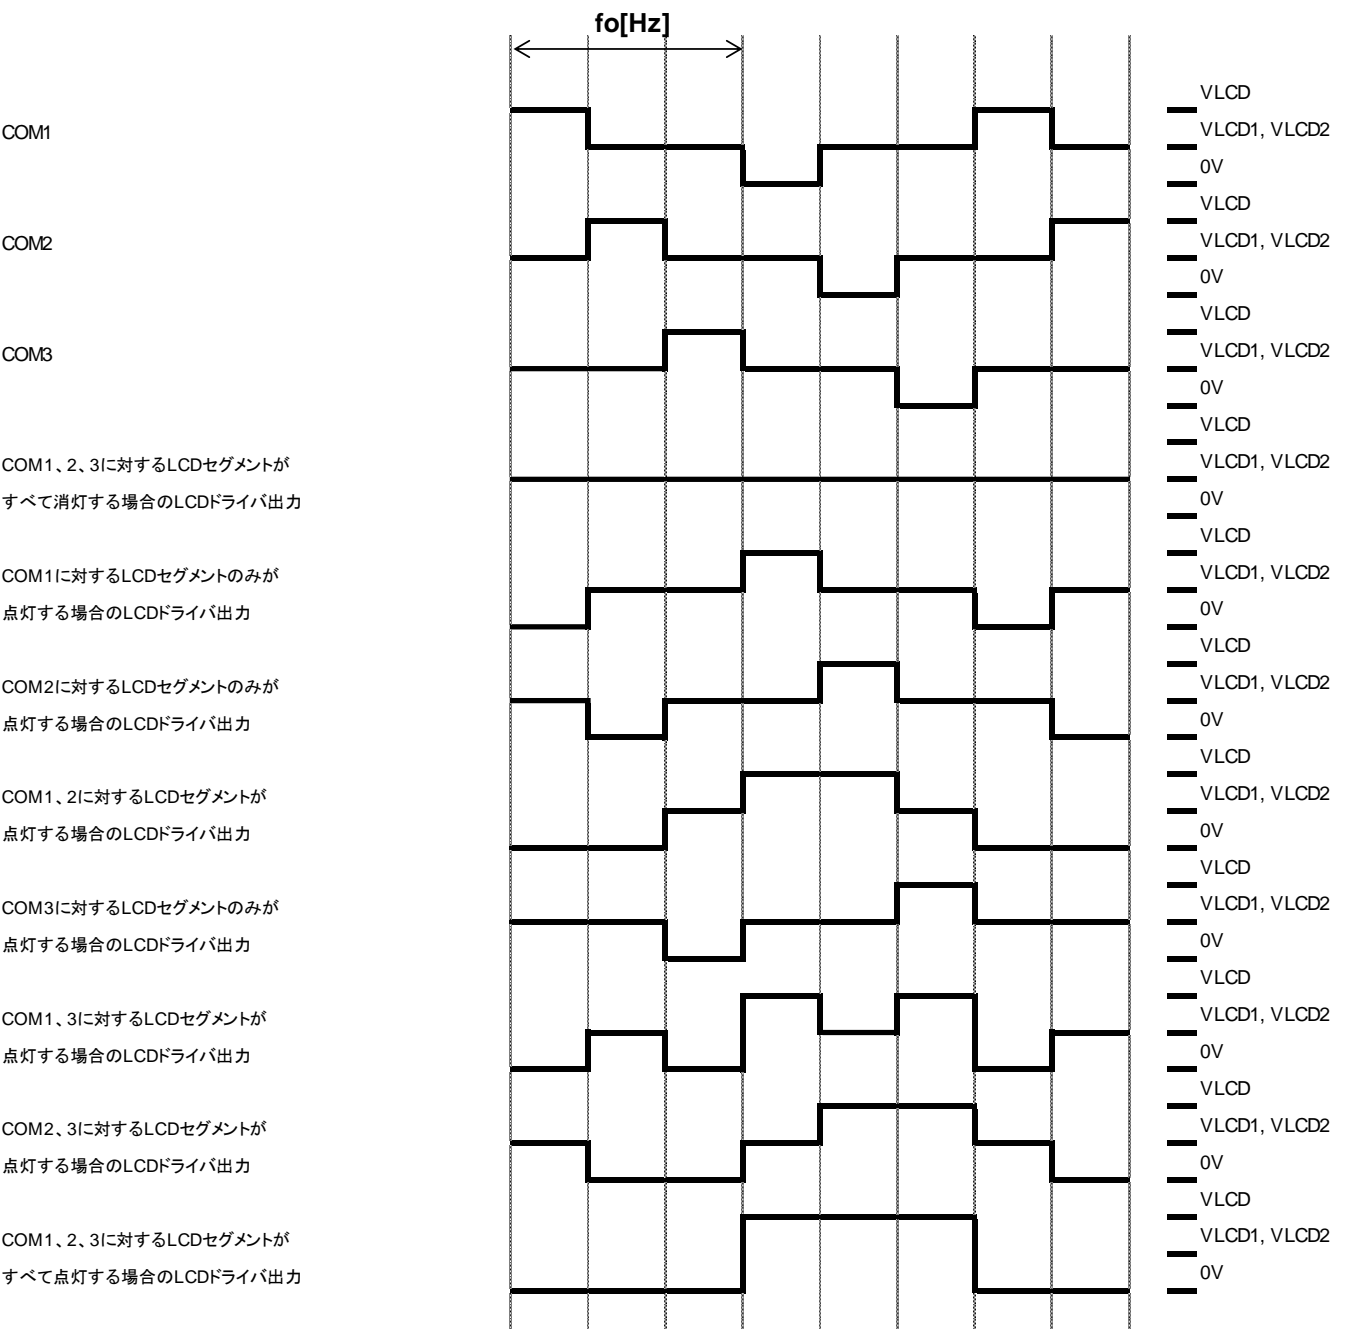 fo[Hz]
COM1
VLCD
VLCD1, VLCD2
0V
COM2
VLCD
VLCD1, VLCD2
0V
COM3
VLCD
VLCD1, VLCD2
0V
COM1、2、3に対するLCDセグメントが
すべて消灯する場合のLCDドライバ出力
VLCD
VLCD1, VLCD2
0V
COM1に対するLCDセグメントのみが
点灯する場合のLCDドライバ出力
VLCD
VLCD1, VLCD2
0V
COM2に対するLCDセグメントのみが
点灯する場合のLCDドライバ出力
VLCD
VLCD1, VLCD2
0V
COM1、2に対するLCDセグメントが
点灯する場合のLCDドライバ出力
VLCD
VLCD1, VLCD2
0V
COM3に対するLCDセグメントのみが
点灯する場合のLCDドライバ出力
VLCD
VLCD1, VLCD2
0V
COM1、3に対するLCDセグメントが
点灯する場合のLCDドライバ出力
VLCD
VLCD1, VLCD2
0V
COM2、3に対するLCDセグメントが
点灯する場合のLCDドライバ出力
VLCD
VLCD1, VLCD2
0V
COM1、2、3に対するLCDセグメントが
すべて点灯する場合のLCDドライバ出力
VLCD
VLCD1, VLCD2
0V